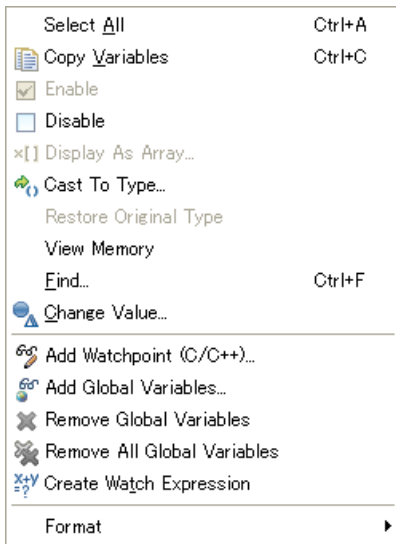 Select All Ctrl+A
Copy Variables Ctrl+C
Enable
Disable
×[] Display As Array...
Cast To Type...
Restore Original Type
View Memory
Find... Ctrl+F
Change Value...
Add Watchpoint (C/C++)...
Add Global Variables...
Remove Global Variables
Remove All Global Variables
Create Watch Expression
Format